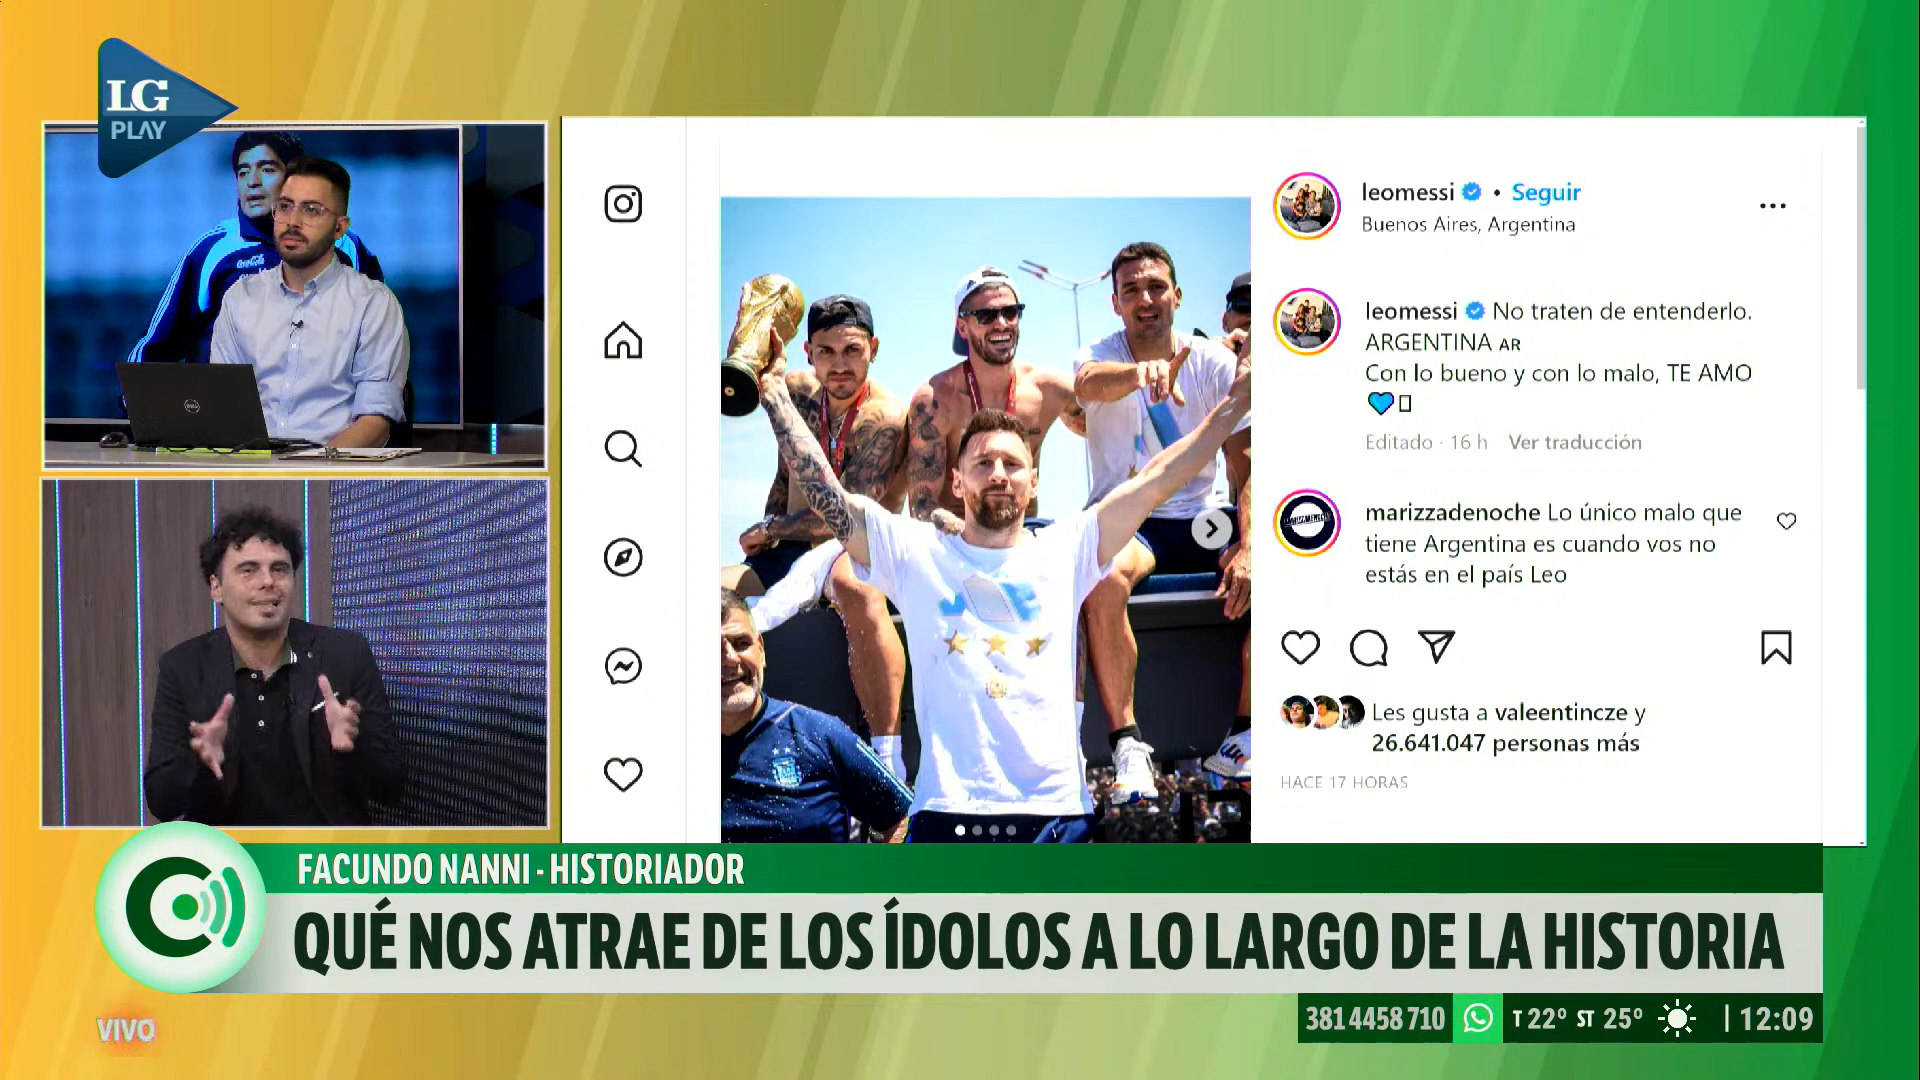 LG
PLAY
leomessi • Seguir
Buenos Aires, Argentina
leomessi No traten de entenderlo.
ARGENTINA AR
Con lo bueno y con lo malo, TE AMO
Editado · 16 h Ver traducción
marizzadenoche Lo único malo que
tiene Argentina es cuando vos no
estás en el país Leo
Les gusta a valeentincze y
26.641.047 personas más
HACE 17 HORAS
FACUNDO NANNI - HISTORIADOR
QUÉ NOS ATRAE DE LOS ÍDOLOS A LO LARGO DE LA HISTORIA
VIVO
381 4458 710 T 22º ST 25º | 12:09